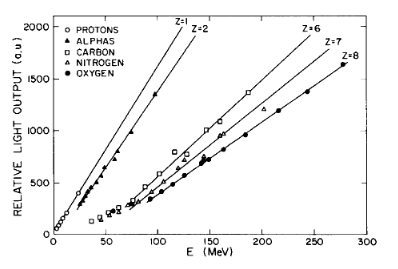 RELATIVE LIGHT OUTPUT (a.u)
2000
1500
1000
500
0
○ PROTONS
▲ ALPHAS
□ CARBON
△ NITROGEN
● OXYGEN
Z=1
Z=2
Z=6
Z=7
Z=8
0 50 100 150 200 250 300
E (MeV)